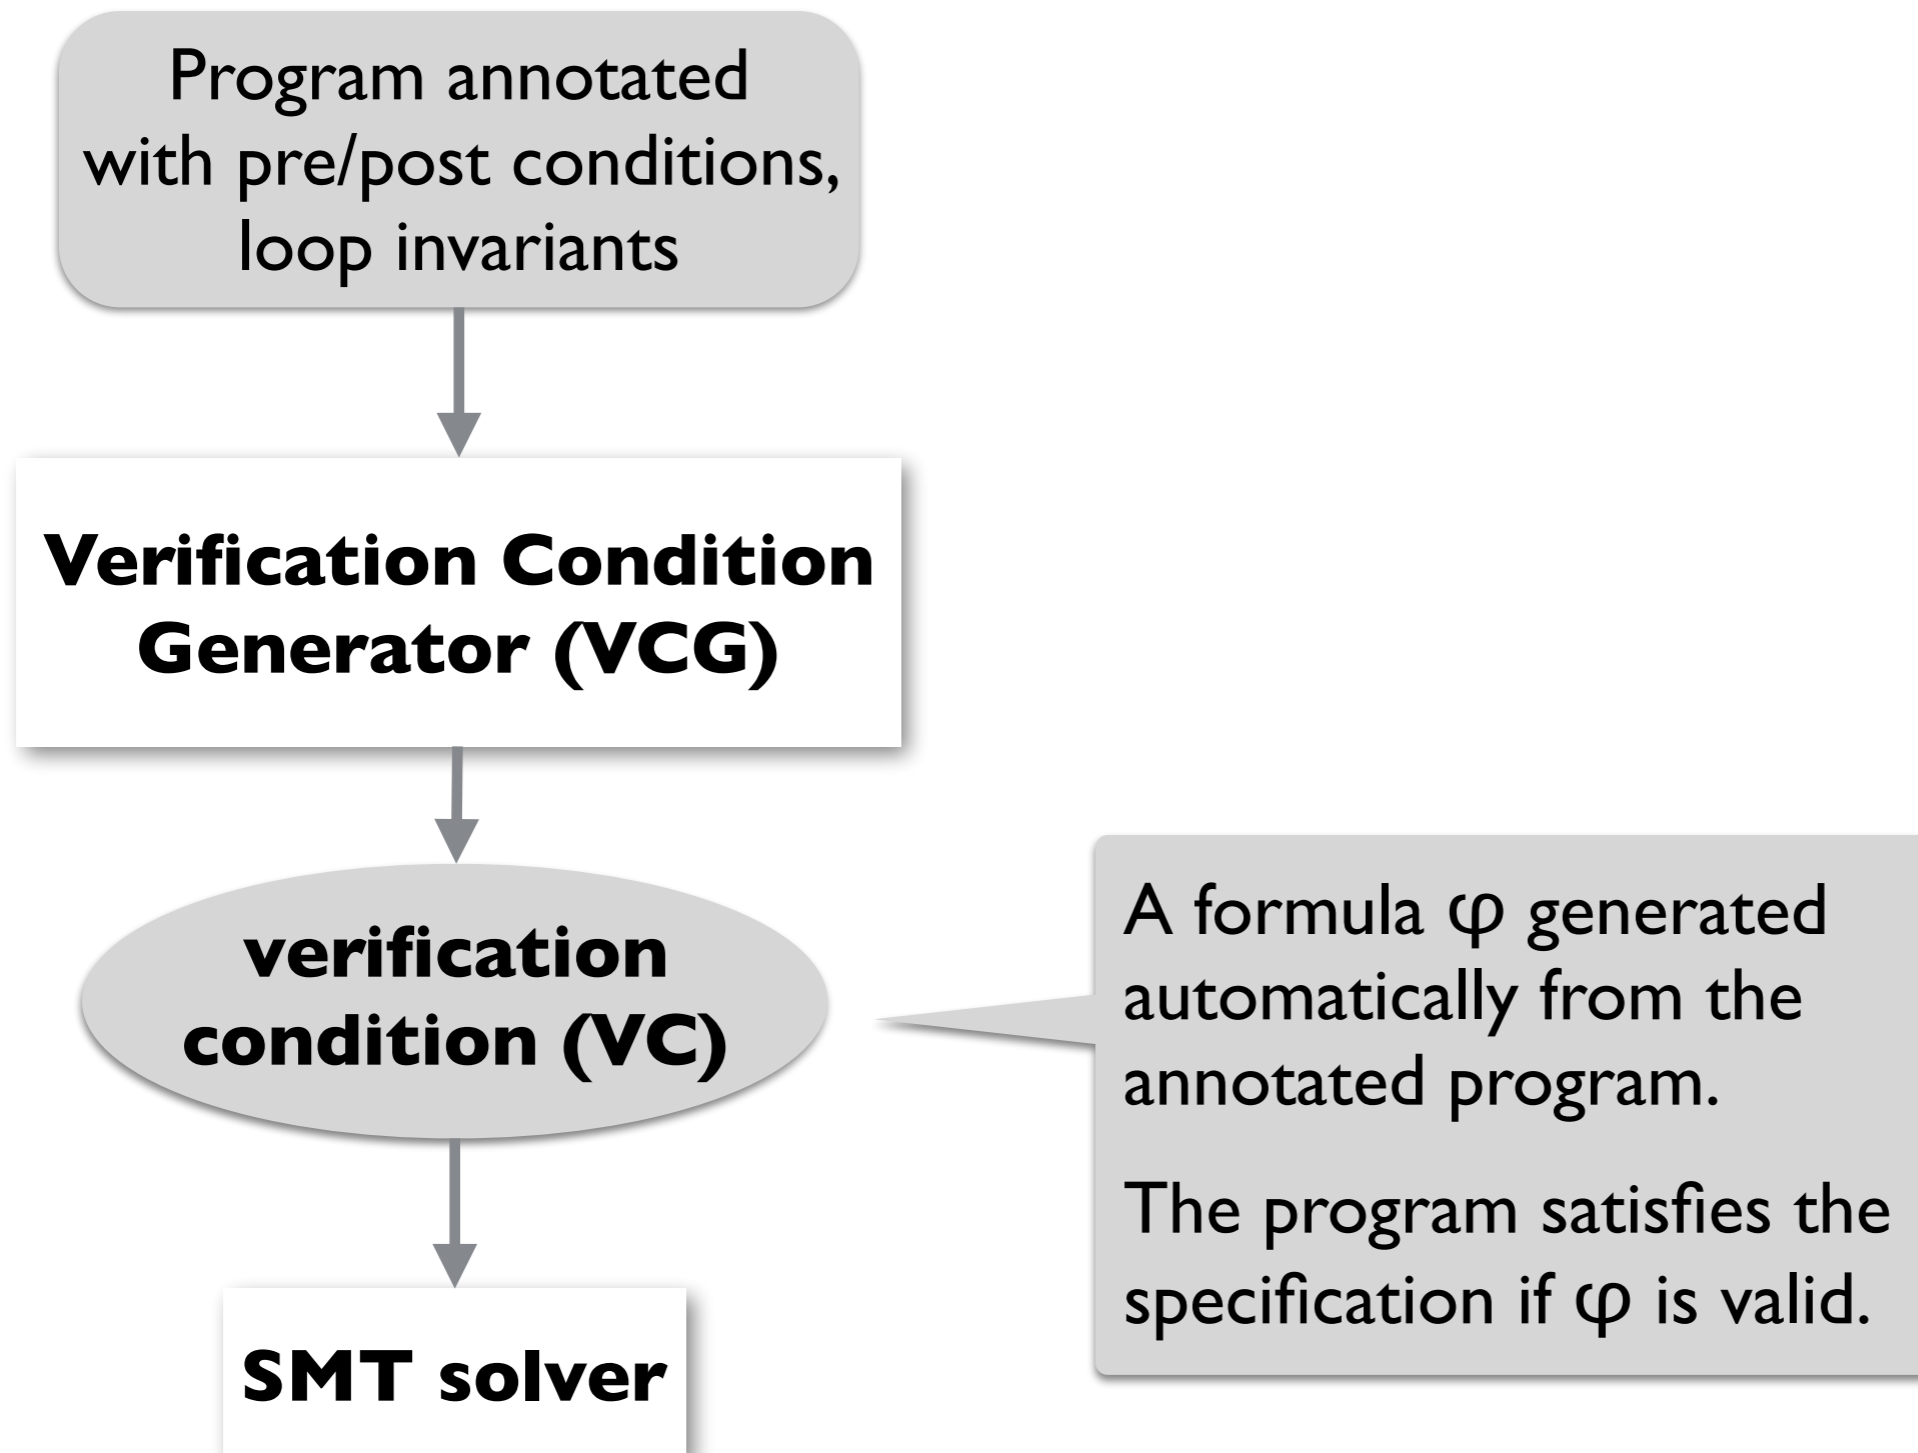 Program annotated
with pre/post conditions,
loop invariants
Verification Condition
Generator (VCG)
verification
condition (VC)
A formula φ generated
automatically from the
annotated program.
The program satisfies the
specification if φ is valid.
SMT solver